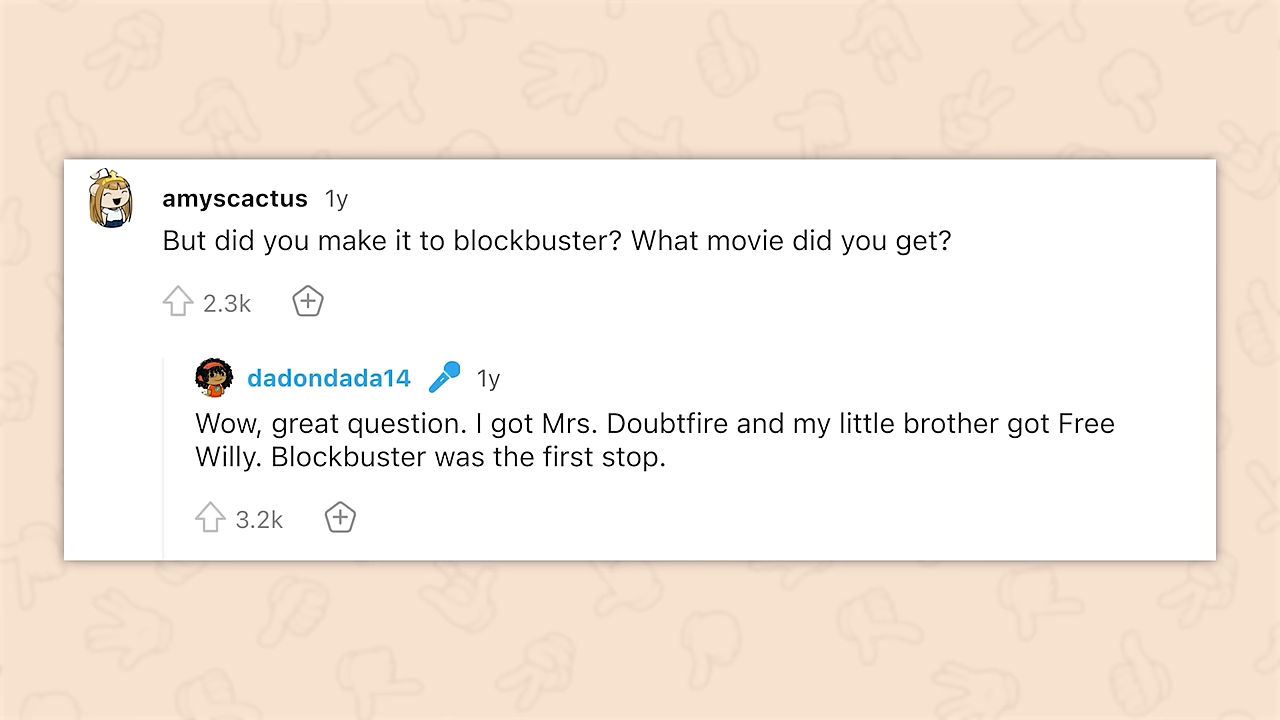 amyscactus 1y
But did you make it to blockbuster? What movie did you get?
2.3k
dadondada14 1y
Wow, great question. I got Mrs. Doubtfire and my little brother got Free
Willy. Blockbuster was the first stop.
3.2k